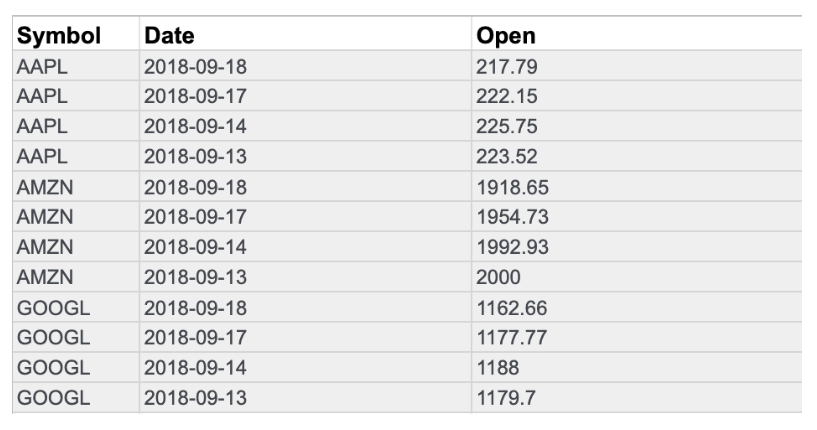 Symbol Date Open
AAPL 2018-09-18 217.79
AAPL 2018-09-17 222.15
AAPL 2018-09-14 225.75
AAPL 2018-09-13 223.52
AMZN 2018-09-18 1918.65
AMZN 2018-09-17 1954.73
AMZN 2018-09-14 1992.93
AMZN 2018-09-13 2000
GOOGL 2018-09-18 1162.66
GOOGL 2018-09-17 1177.77
GOOGL 2018-09-14 1188
GOOGL 2018-09-13 1179.7